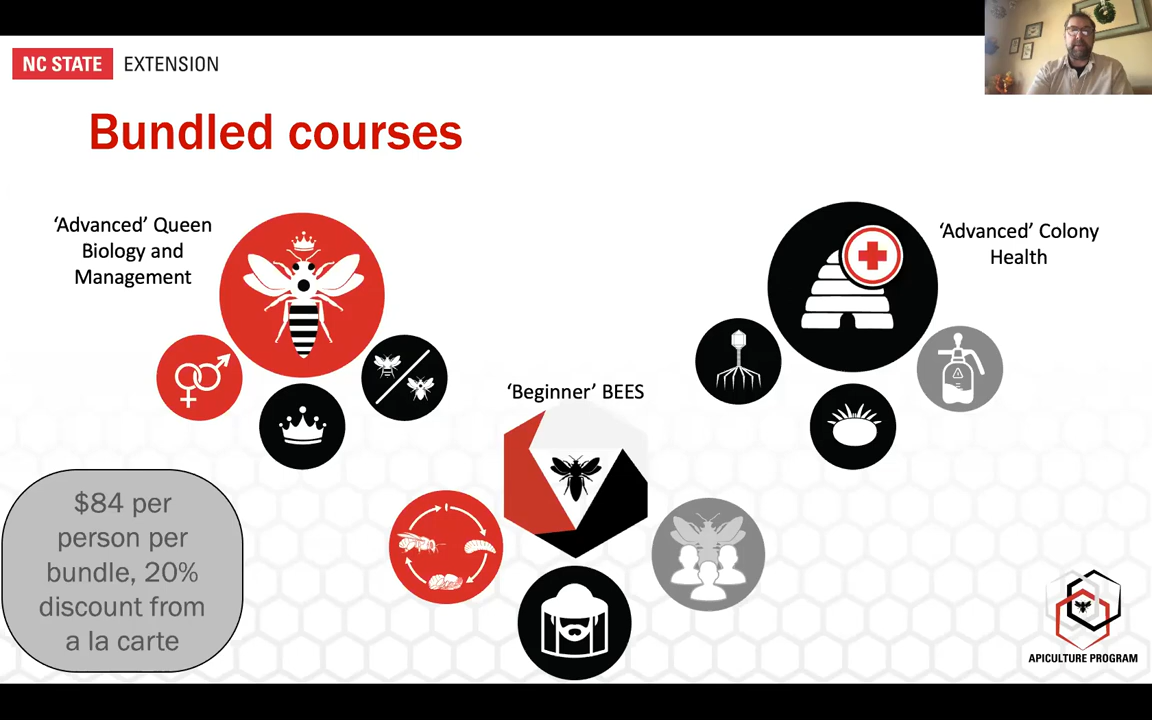 NC STATE EXTENSION
Bundled courses
‘Advanced’ Queen
Biology and
Management
‘Advanced’ Colony
Health
‘Beginner’ BEES
$84 per
person per
bundle, 20%
discount from
a la carte
APICULTURE PROGRAM